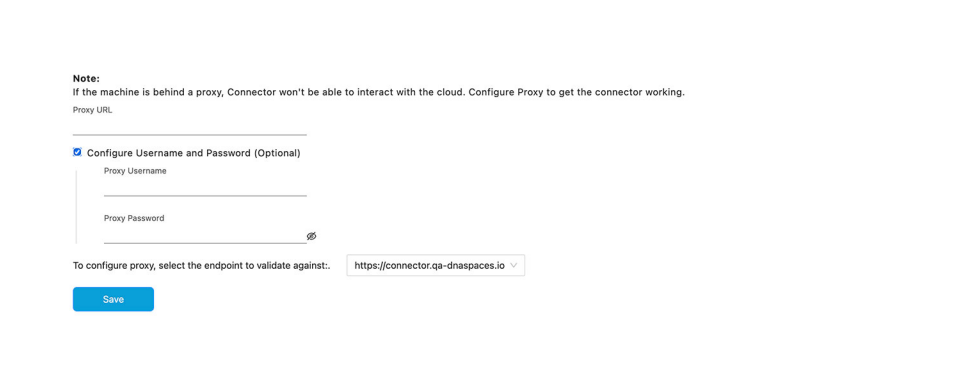 Note:
If the machine is behind a proxy, Connector won't be able to interact with the cloud. Configure Proxy to get the connector working.
Proxy URL
Configure Username and Password (Optional)
Proxy Username
Proxy Password
To configure proxy, select the endpoint to validate against:. https://connector.qa-dnaspaces.io
Save